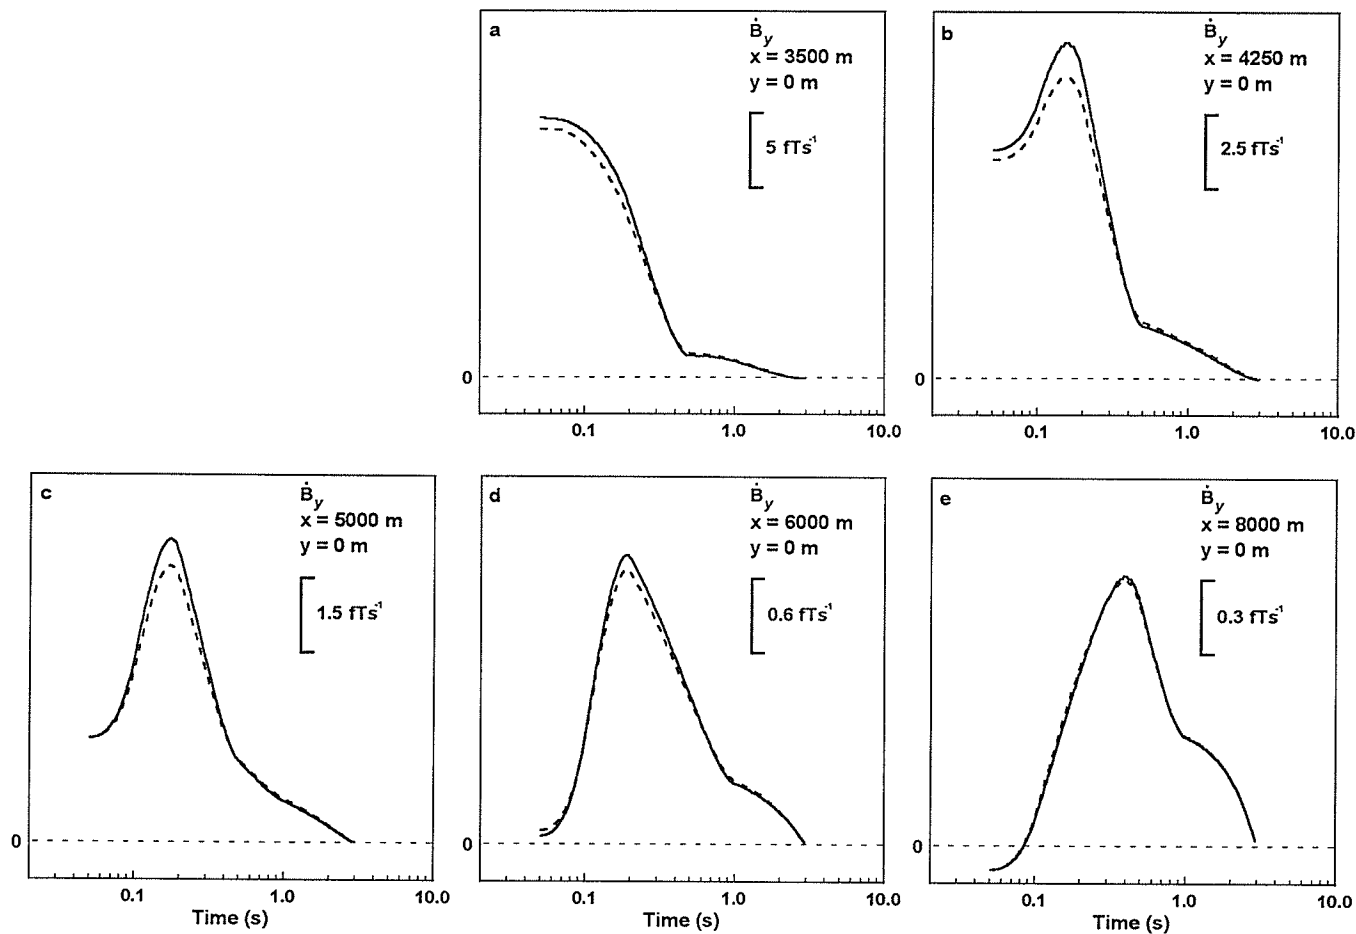 a
Ḃy
x = 3500 m
y = 0 m
5 fTs-1
0
0.1
1.0
10.0
b
Ḃy
x = 4250 m
y = 0 m
2.5 fTs-1
0
0.1
1.0
10.0
c
Ḃy
x = 5000 m
y = 0 m
1.5 fTs-1
0
0.1
1.0
10.0
Time (s)
d
Ḃy
x = 6000 m
y = 0 m
0.6 fTs-1
0
0.1
1.0
10.0
Time (s)
e
Ḃy
x = 8000 m
y = 0 m
0.3 fTs-1
0
0.1
1.0
10.0
Time (s)